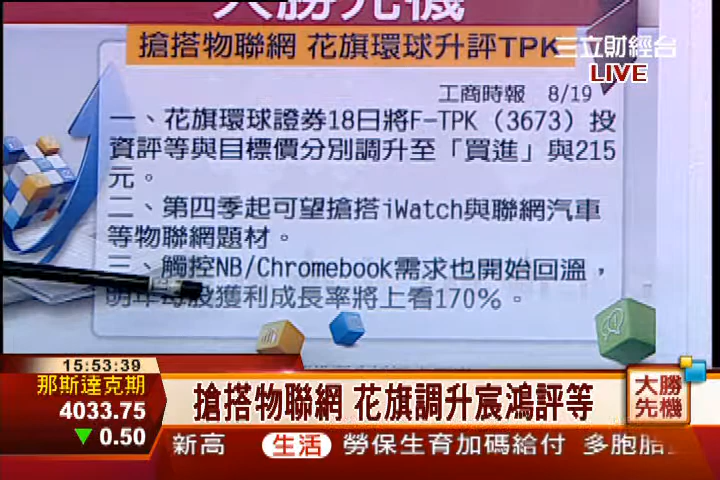 大勝先機
搶搭物聯網 花旗環球升評TPK
三立財經台
LIVE
工商時報 8/19
一、花旗環球證券18日將F-TPK（3673）投
資評等與目標價分別調升至「買進」與215
元。
二、第四季起可望搶搭iWatch與聯網汽車
等物聯網題材。
三、觸控NB/Chromebook需求也開始回溫，
明年每股獲利成長率將上看170%。
15:53:39
那斯達克期
4033.75
▼0.50
搶搭物聯網 花旗調升宸鴻評等
大勝
先機
新高 生活 勞保生育加碼給付 多胞胎